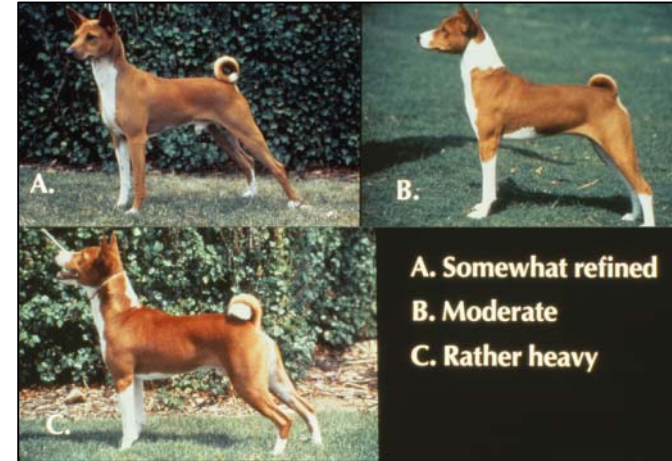 A.
B.
A. Somewhat refined
B. Moderate
C. Rather heavy
C.